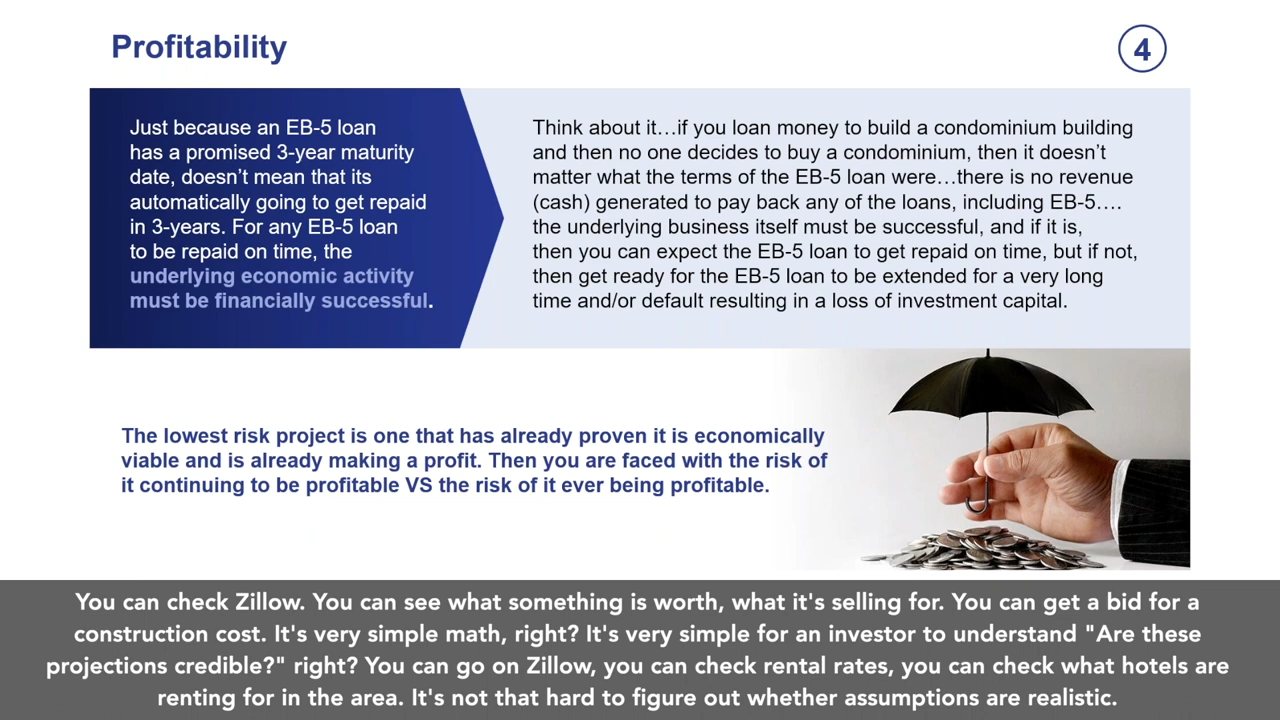 Profitability
4
Just because an EB-5 loan
has a promised 3-year maturity
date, doesn't mean that its
automatically going to get repaid
in 3-years. For any EB-5 loan
to be repaid on time, the
underlying economic activity
must be financially successful.
Think about it…if you loan money to build a condominium building
and then no one decides to buy a condominium, then it doesn't
matter what the terms of the EB-5 loan were…there is no revenue
(cash) generated to pay back any of the loans, including EB-5….
the underlying business itself must be successful, and if it is,
then you can expect the EB-5 loan to get repaid on time, but if not,
then get ready for the EB-5 loan to be extended for a very long
time and/or default resulting in a loss of investment capital.
The lowest risk project is one that has already proven it is economically
viable and is already making a profit. Then you are faced with the risk of
it continuing to be profitable VS the risk of it ever being profitable.
You can check Zillow. You can see what something is worth, what it's selling for. You can get a bid for a
construction cost. It's very simple math, right? It's very simple for an investor to understand "Are these
projections credible?" right? You can go on Zillow, you can check rental rates, you can check what hotels are
renting for in the area. It's not that hard to figure out whether assumptions are realistic.